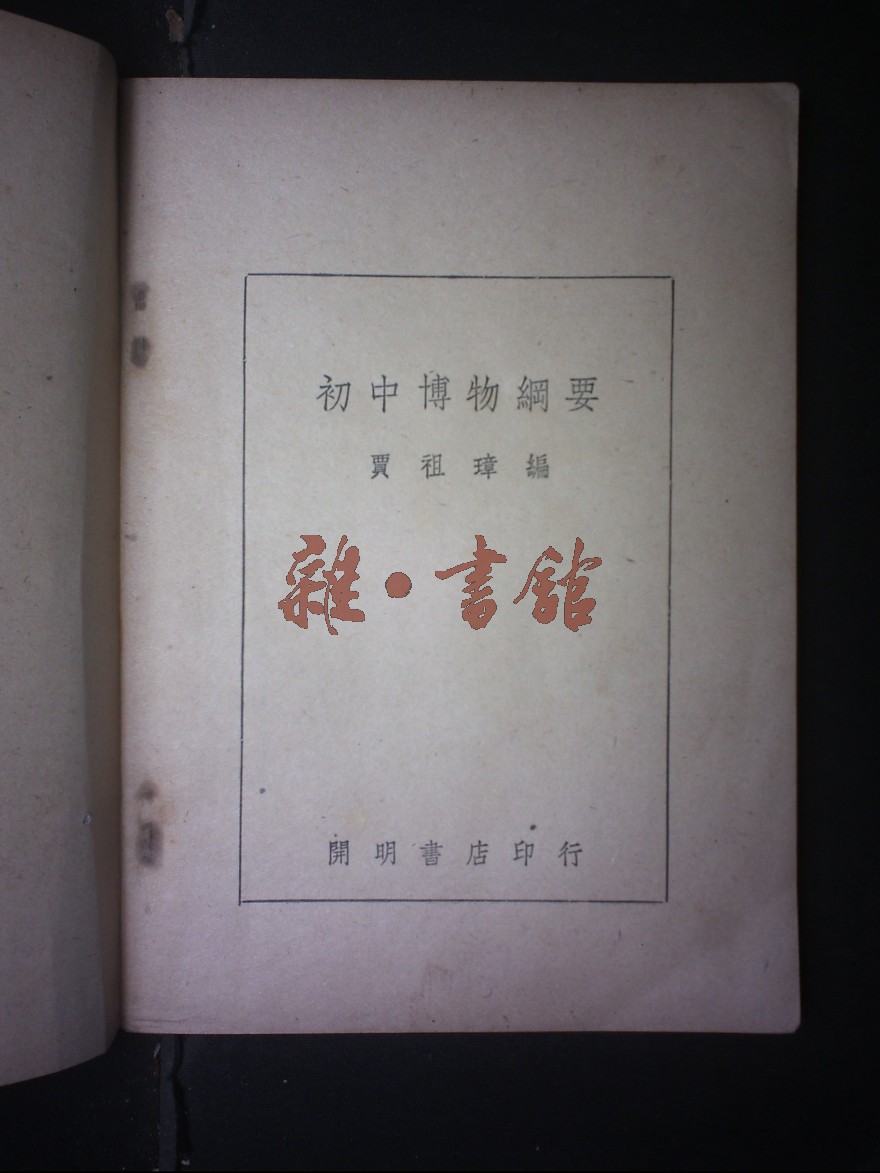 初中博物綱要
賈祖璋編
雜·書館
開明書店印行